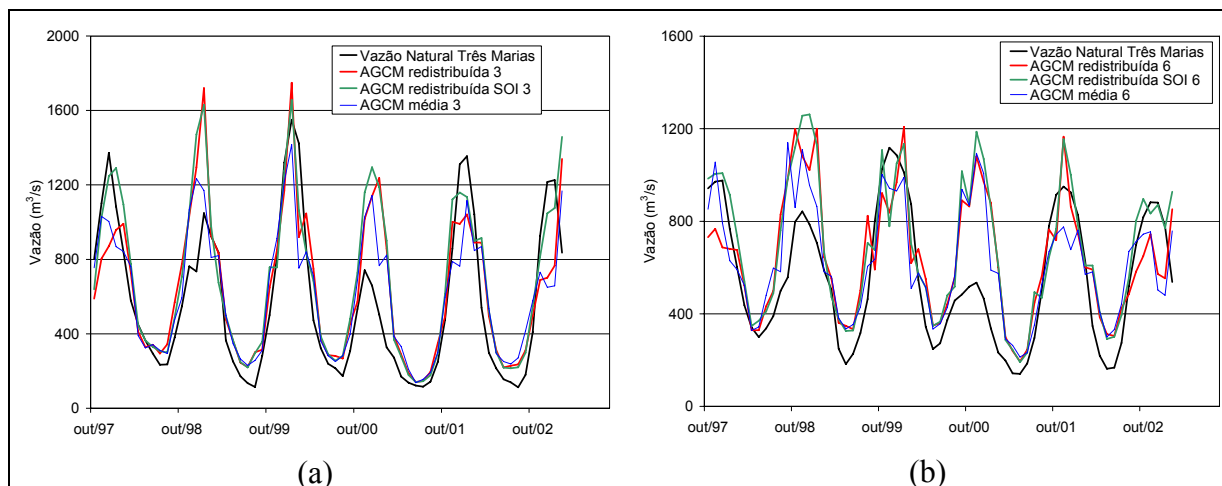 2000
1600
1200
800
400
0
Vazão (m³/s)
Vazão Natural Três Marias
AGCM redistribuída 3
AGCM redistribuída SOI 3
AGCM média 3
out/97 out/98 out/99 out/00 out/01 out/02
(a)
1600
1200
800
400
0
Vazão (m³/s)
Vazão Natural Três Marias
AGCM redistribuída 6
AGCM redistribuída SOI 6
AGCM média 6
out/97 out/98 out/99 out/00 out/01 out/02
(b)